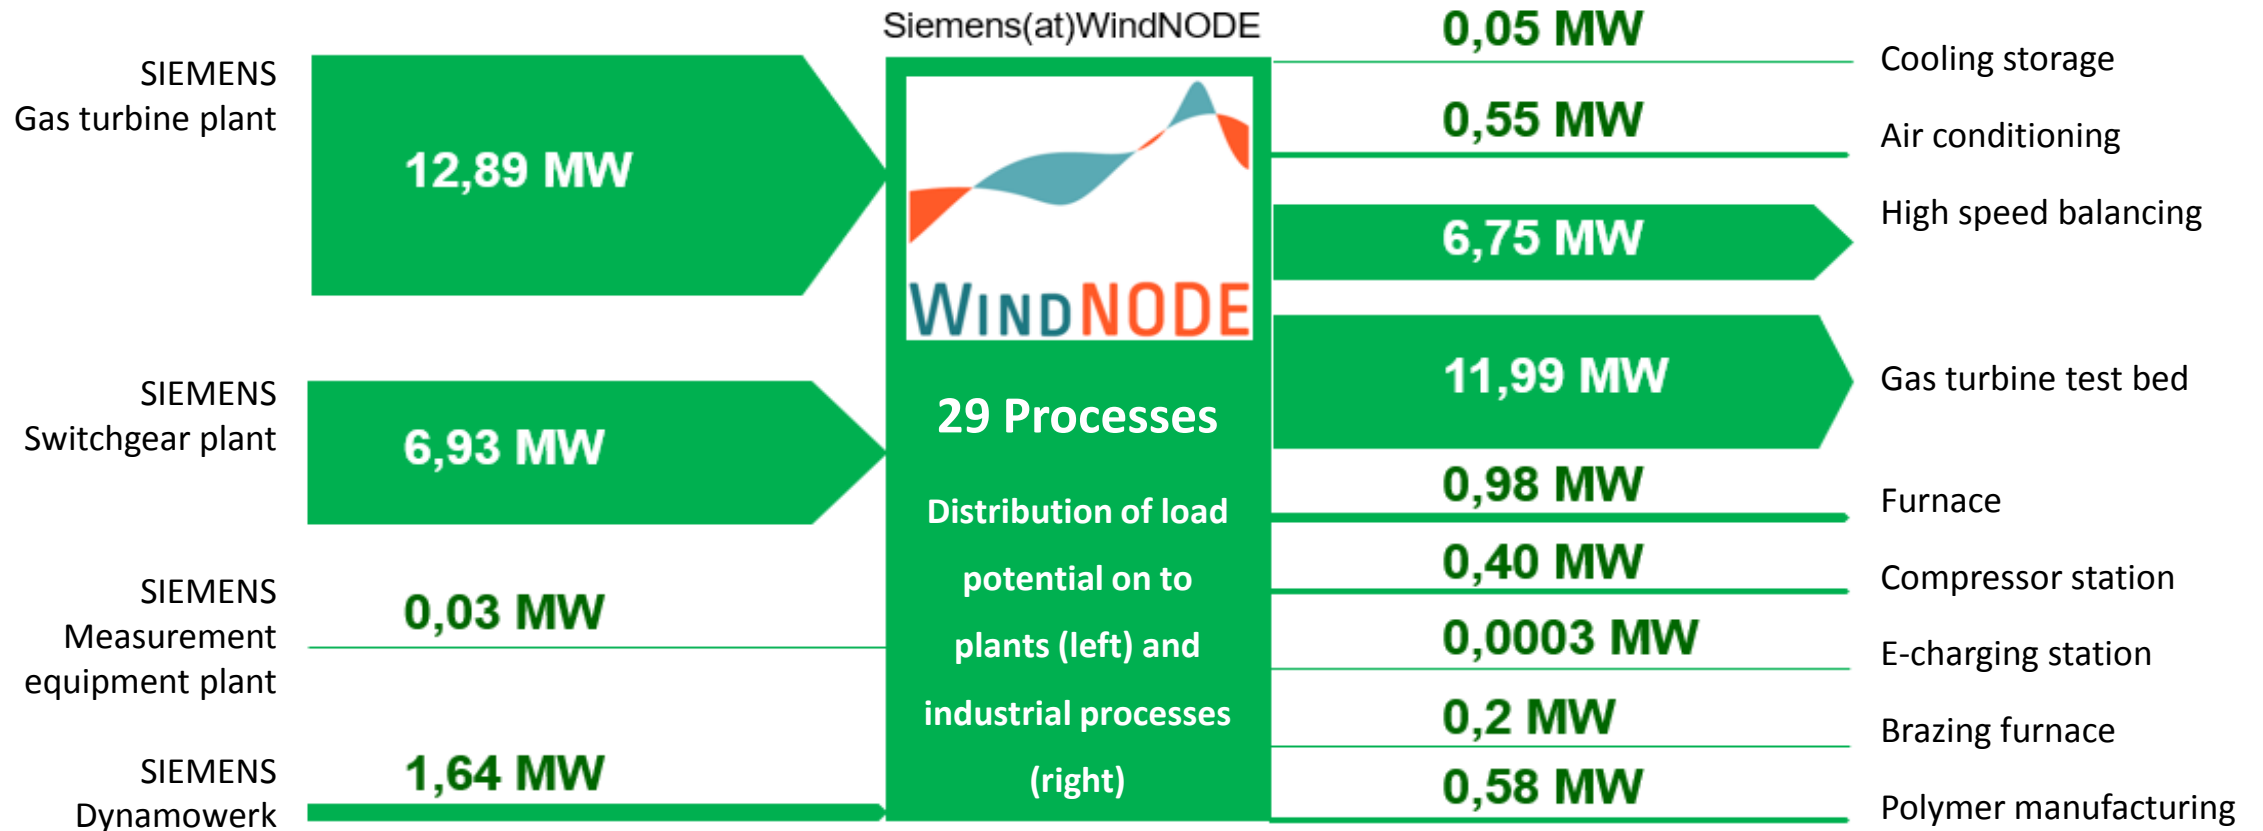 Siemens(at)WindNODE
SIEMENS
Gas turbine plant
12,89 MW
SIEMENS
Switchgear plant
6,93 MW
SIEMENS
Measurement
equipment plant
0,03 MW
SIEMENS
Dynamowerk
1,64 MW
WINDNODE
29 Processes
Distribution of load
potential on to
plants (left) and
industrial processes
(right)
0,05 MW
Cooling storage
0,55 MW
Air conditioning
6,75 MW
High speed balancing
11,99 MW
Gas turbine test bed
0,98 MW
Furnace
0,40 MW
Compressor station
0,0003 MW
E-charging station
0,2 MW
Brazing furnace
0,58 MW
Polymer manufacturing